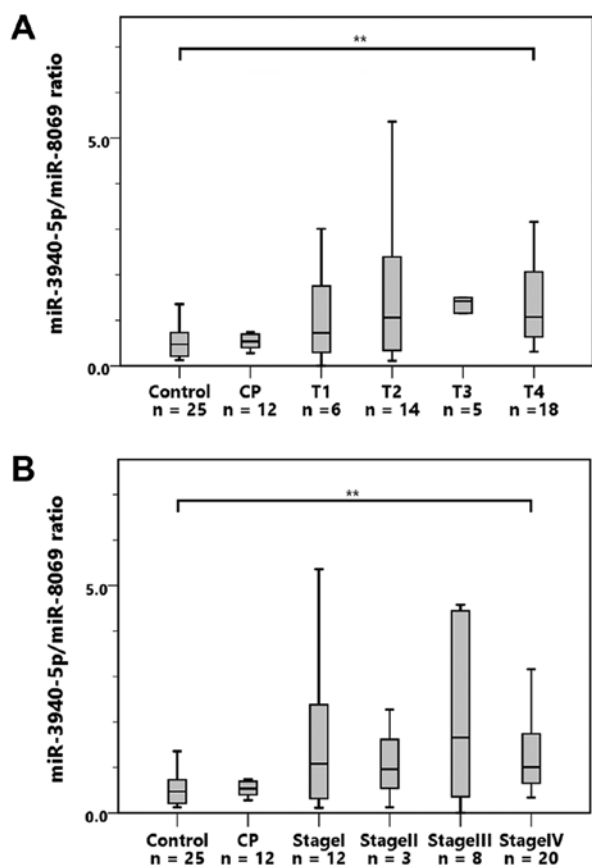 A
**
miR-3940-5p/miR-8069 ratio
5.0
0.0
Control CP T1 T2 T3 T4
n = 25 n = 12 n =6 n = 14 n =5 n =18
B
**
miR-3940-5p/miR-8069 ratio
5.0
0.0
Control CP StageI StageII StageIII StageIV
n = 25 n = 12 n = 12 n = 3 n = 8 n = 20